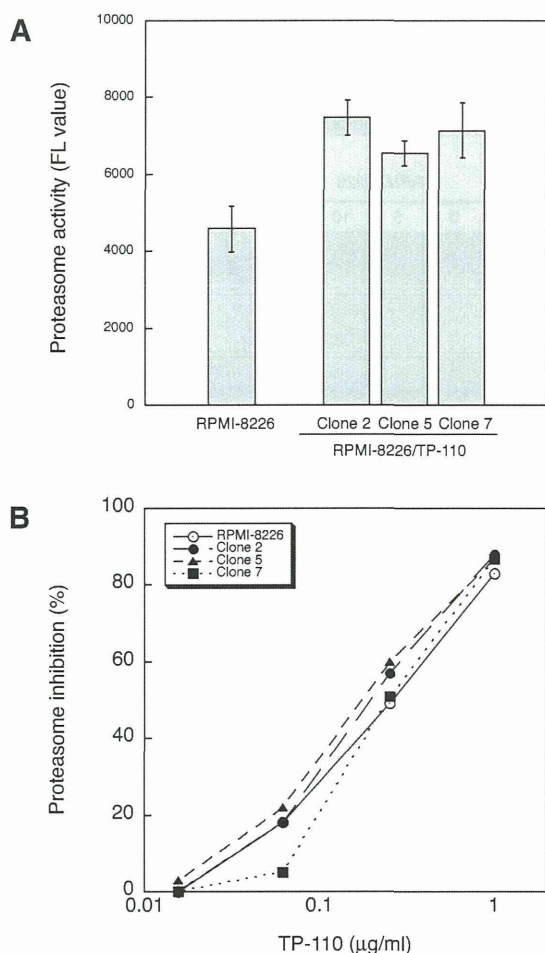 A
Proteasome activity (FL value)
10000
8000
6000
4000
2000
0
RPMI-8226
Clone 2 Clone 5 Clone 7
RPMI-8226/TP-110
B
Proteasome inhibition (%)
100
80
60
40
20
0
RPMI-8226
Clone 2
Clone 5
Clone 7
0.01 0.1 1
TP-110 (μg/ml)